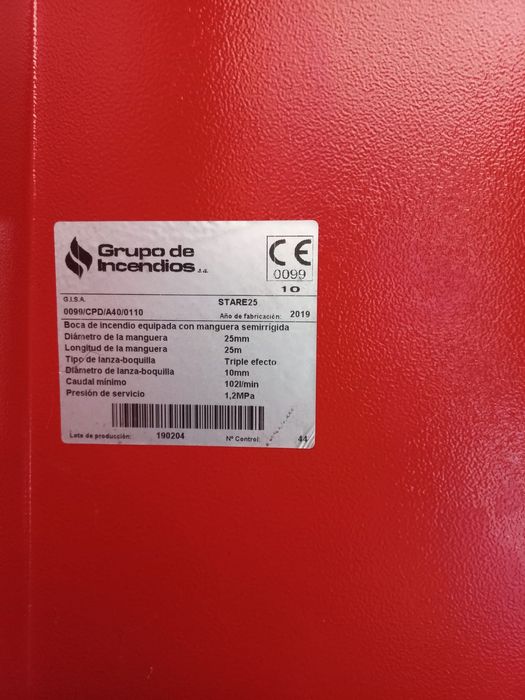 Grupo de
Incendios s.a.
CE
0099
10
G.I.S.A. STARE25
0099/CPD/A40/0110 Año de fabricación: 2019
Boca de incendio equipada con manguera semirrigida
Diámetro de la manguera 25mm
Longitud de la manguera 25m
Tipo de lanza-boquilla Triple efecto
Diámetro de lanza-boquilla 10mm
Caudal mínimo 102l/min
Presión de servicio 1,2MPa
Lote de producción: 190204 Nº Control: 44